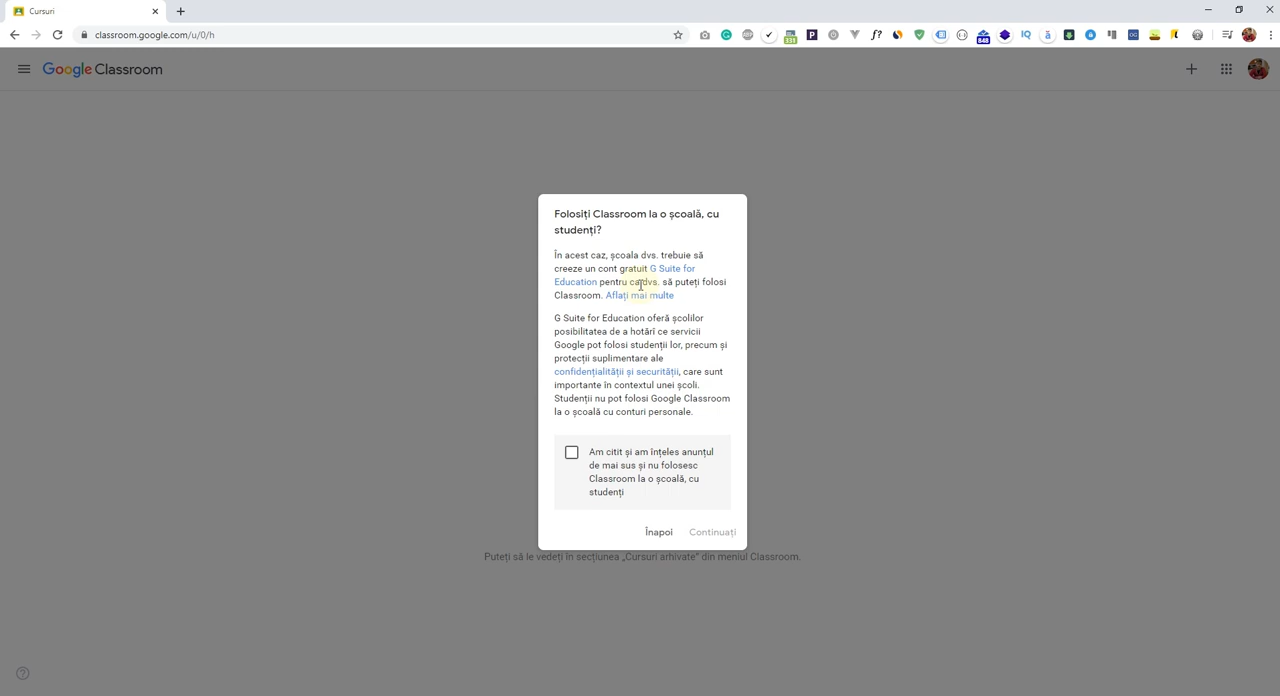 Cursuri
classroom.google.com/u/0/h
331
848
Google Classroom
Folosiți Classroom la o școală, cu
studenți?
În acest caz, școala dvs. trebuie să
creeze un cont gratuit G Suite for
Education pentru ca dvs. să puteți folosi
Classroom. Aflați mai multe
G Suite for Education oferă școlilor
posibilitatea de a hotărî ce servicii
Google pot folosi studenții lor, precum și
protecții suplimentare ale
confidențialității și securității, care sunt
importante în contextul unei școli.
Studenții nu pot folosi Google Classroom
la o școală cu conturi personale.
Am citit și am înțeles anunțul
de mai sus și nu folosesc
Classroom la o școală, cu
studenți
Înapoi Continuați
Puteți să le vedeți în secțiunea „Cursuri arhivate” din meniul Classroom.